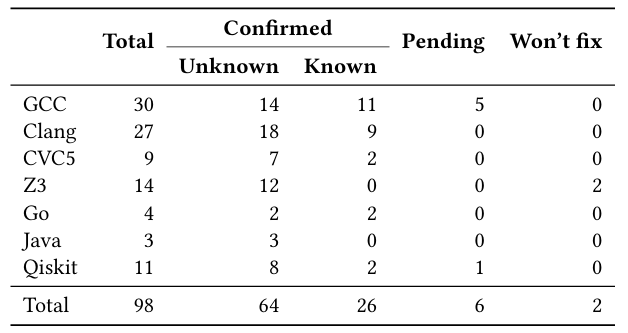 Total Confirmed Pending Won't fix
Unknown Known
GCC 30 14 11 5 0
Clang 27 18 9 0 0
CVC5 9 7 2 0 0
Z3 14 12 0 0 2
Go 4 2 2 0 0
Java 3 3 0 0 0
Qiskit 11 8 2 1 0
Total 98 64 26 6 2